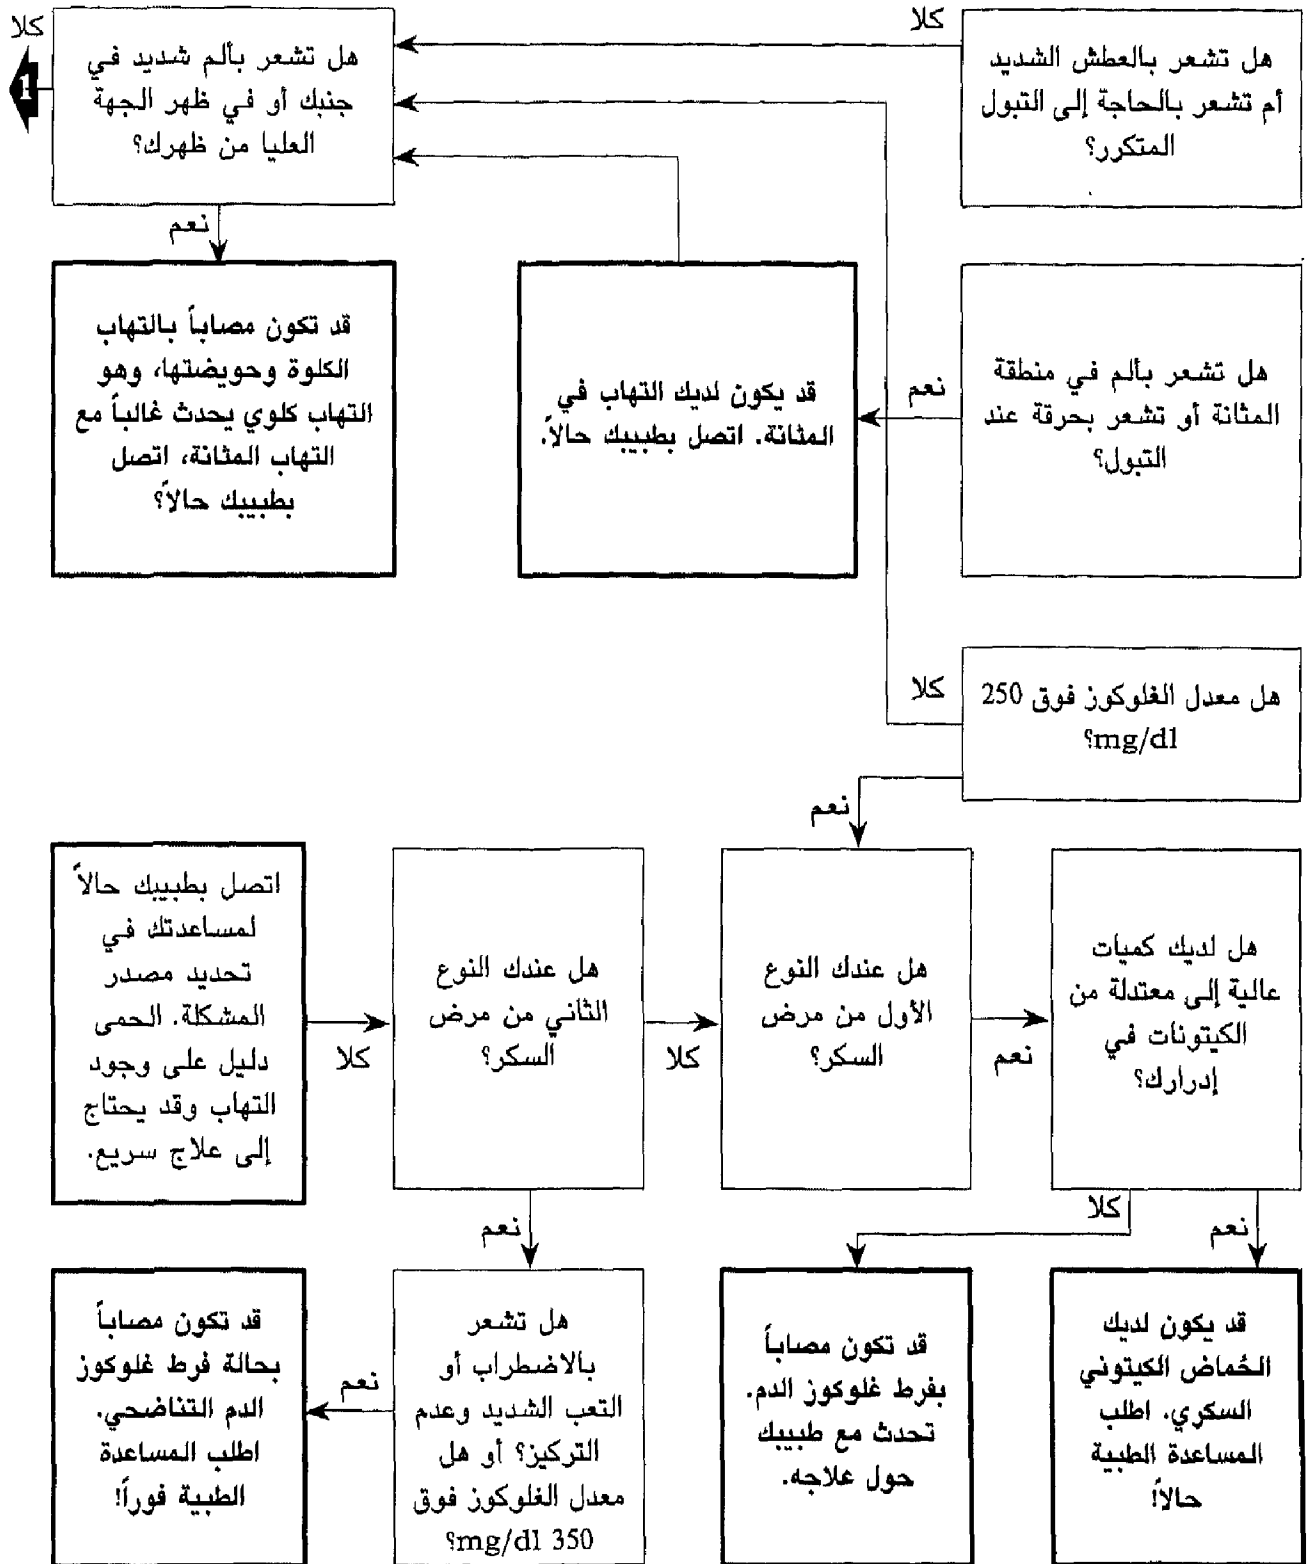 كلا
هل تشعر بالعطش الشديد
أم تشعر بالحاجة إلى التبول
المتكرر؟
كلا
هل تشعر بألم شديد في
جنبك أو في ظهر الجهة
العليا من ظهرك؟
1
نعم
هل تشعر بألم في منطقة
المثانة أو تشعر بحرقة عند
التبول؟
نعم
قد يكون لديك التهاب في
المثانة. اتصل بطبيبك حالاً.
قد تكون مصاباً بالتهاب
الكلوة وحويضتها، وهو
التهاب كلوي يحدث غالباً مع
التهاب المثانة، اتصل
بطبيبك حالاً؟
هل معدل الغلوكوز فوق 250
mg/dl؟
كلا
نعم
هل لديك كميات
عالية إلى معتدلة من
الكيتونات في
إدرارك؟
نعم
هل عندك النوع
الأول من مرض
السكر؟
كلا
هل عندك النوع
الثاني من مرض
السكر؟
كلا
اتصل بطبيبك حالاً
لمساعدتك في
تحديد مصدر
المشكلة. الحمى
دليل على وجود
التهاب وقد يحتاج
إلى علاج سريع.
نعم
كلا
نعم
قد يكون لديك
الحُماض الكيتوني
السكري. اطلب
المساعدة الطبية
حالاً!
قد تكون مصاباً
بفرط غلوكوز الدم.
تحدث مع طبيبك
حول علاجه.
هل تشعر
بالاضطراب أو
التعب الشديد وعدم
التركيز؟ أو هل
معدل الغلوكوز فوق
350 mg/dl؟
نعم
قد تكون مصاباً
بحالة فرط غلوكوز
الدم التناضحي.
اطلب المساعدة
الطبية فوراً!